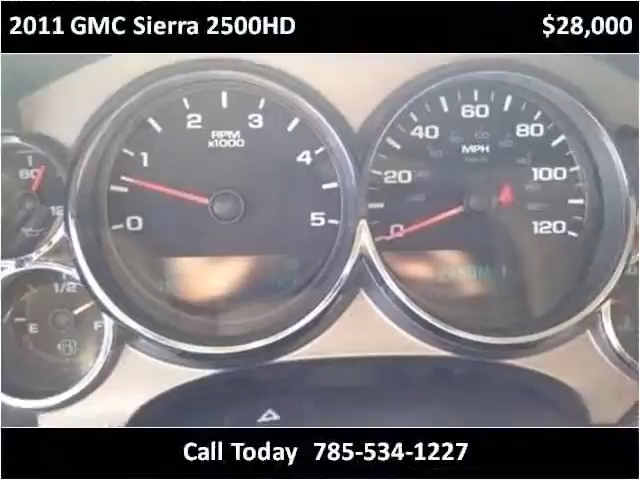 2011 GMC Sierra 2500HD $28,000
0 1 2 3 4 5
RPM
x1000
0 20 40 60 80 100 120
MPH
1/2
E F
Call Today 785-534-1227